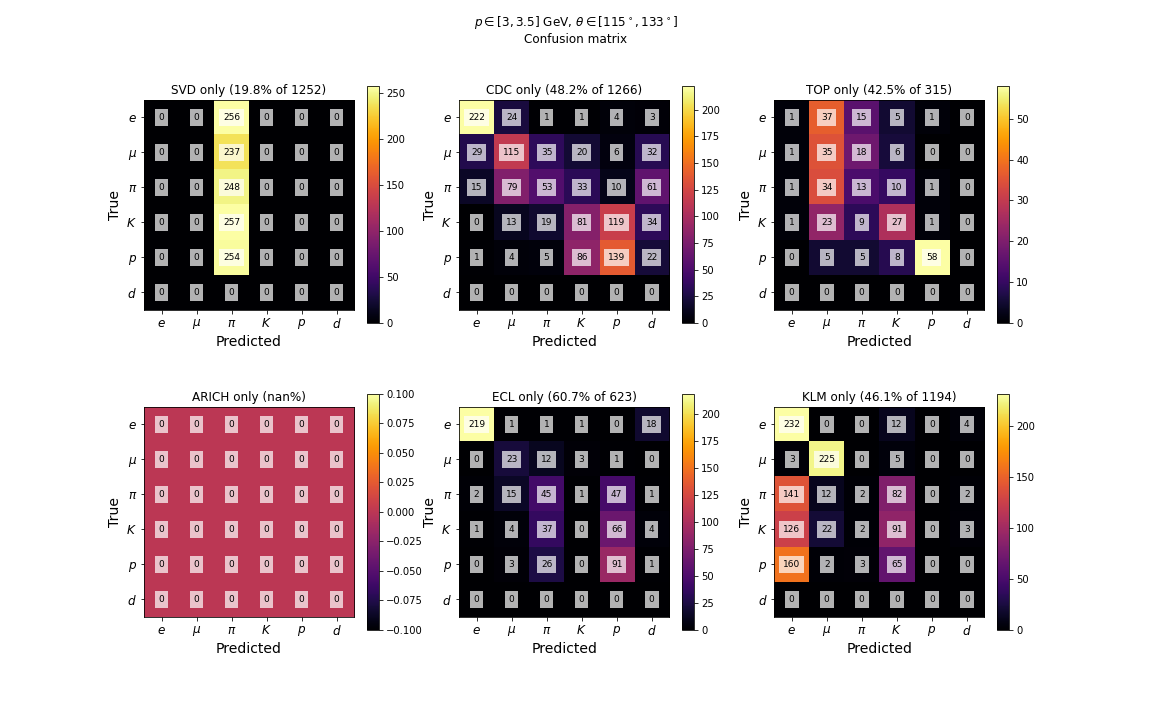 p ∈ [3, 3.5] GeV, θ ∈ [115°, 133°]
Confusion matrix
SVD only (19.8% of 1252)
True
e 0 0 256 0 0 0
μ 0 0 237 0 0 0
π 0 0 248 0 0 0
K 0 0 257 0 0 0
p 0 0 254 0 0 0
d 0 0 0 0 0 0
e μ π K p d
Predicted
250
200
150
100
50
0
CDC only (48.2% of 1266)
True
e 222 24 1 1 4 3
μ 29 115 35 20 6 32
π 15 79 53 33 10 61
K 0 13 19 81 119 34
p 1 4 5 86 139 22
d 0 0 0 0 0 0
e μ π K p d
Predicted
200
175
150
125
100
75
50
25
0
TOP only (42.5% of 315)
True
e 1 37 15 5 1 0
μ 1 35 18 6 0 0
π 1 34 13 10 1 0
K 1 23 9 27 1 0
p 0 5 5 8 58 0
d 0 0 0 0 0 0
e μ π K p d
Predicted
50
40
30
20
10
0
ARICH only (nan%)
True
e 0 0 0 0 0 0
μ 0 0 0 0 0 0
π 0 0 0 0 0 0
K 0 0 0 0 0 0
p 0 0 0 0 0 0
d 0 0 0 0 0 0
e μ π K p d
Predicted
0.100
0.075
0.050
0.025
0.000
−0.025
−0.050
−0.075
−0.100
ECL only (60.7% of 623)
True
e 219 1 1 1 0 18
μ 0 23 12 3 1 0
π 2 15 45 1 47 1
K 1 4 37 0 66 4
p 0 3 26 0 91 1
d 0 0 0 0 0 0
e μ π K p d
Predicted
200
175
150
125
100
75
50
25
0
KLM only (46.1% of 1194)
True
e 232 0 0 12 0 4
μ 3 225 0 5 0 0
π 141 12 2 82 0 2
K 126 22 2 91 0 3
p 160 2 3 65 0 0
d 0 0 0 0 0 0
e μ π K p d
Predicted
200
150
100
50
0